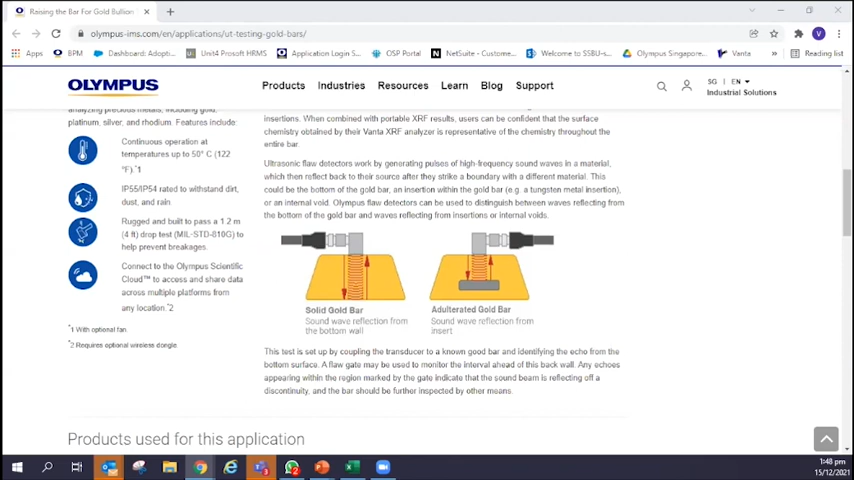 Raising the Bar For Gold Bullion
olympus-ims.com/en/applications/ut-testing-gold-bars/
Apps
BPM
Dashboard: Adopti...
Unit4 Prosoft HRMS
Application Login S...
OSP Portal
NetSuite - Custome...
Welcome to SSBU-s...
Olympus Singapore...
Vanta
Reading list
OLYMPUS
Products
Industries
Resources
Learn
Blog
Support
SG | EN
Industrial Solutions
analyzing precious metals, including gold,
platinum, silver, and rhodium. Features include:
Continuous operation at
temperatures up to 50° C (122
°F).*1
IP55/IP54 rated to withstand dirt,
dust, and rain
Rugged and built to pass a 1.2 m
(4 ft) drop test (MIL-STD-810G) to
help prevent breakages.
Connect to the Olympus Scientific
Cloud™ to access and share data
across multiple platforms from
any location.*2
*1 With optional fan.
*2 Requires optional wireless dongle.
insertions. When combined with portable XRF results, users can be confident that the surface
chemistry obtained by their Vanta XRF analyzer is representative of the chemistry throughout the
entire bar.
Ultrasonic flaw detectors work by generating pulses of high-frequency sound waves in a material,
which then reflect back to their source after they strike a boundary with a different material. This
could be the bottom of the gold bar, an insertion within the gold bar (e.g. a tungsten metal insertion),
or an internal void. Olympus flaw detectors can be used to distinguish between waves reflecting from
the bottom of the gold bar and waves reflecting from insertions or internal voids.
Solid Gold Bar
Sound wave reflection from
the bottom wall
Adulterated Gold Bar
Sound wave reflection from
insert
This test is set up by coupling the transducer to a known good bar and identifying the echo from the
bottom surface. A flaw gate may be used to monitor the interval ahead of this back wall. Any echoes
appearing within the region marked by the gate indicate that the sound beam is reflecting off a
discontinuity, and the bar should be further inspected by other means.
Products used for this application
1:48 pm
15/12/2021